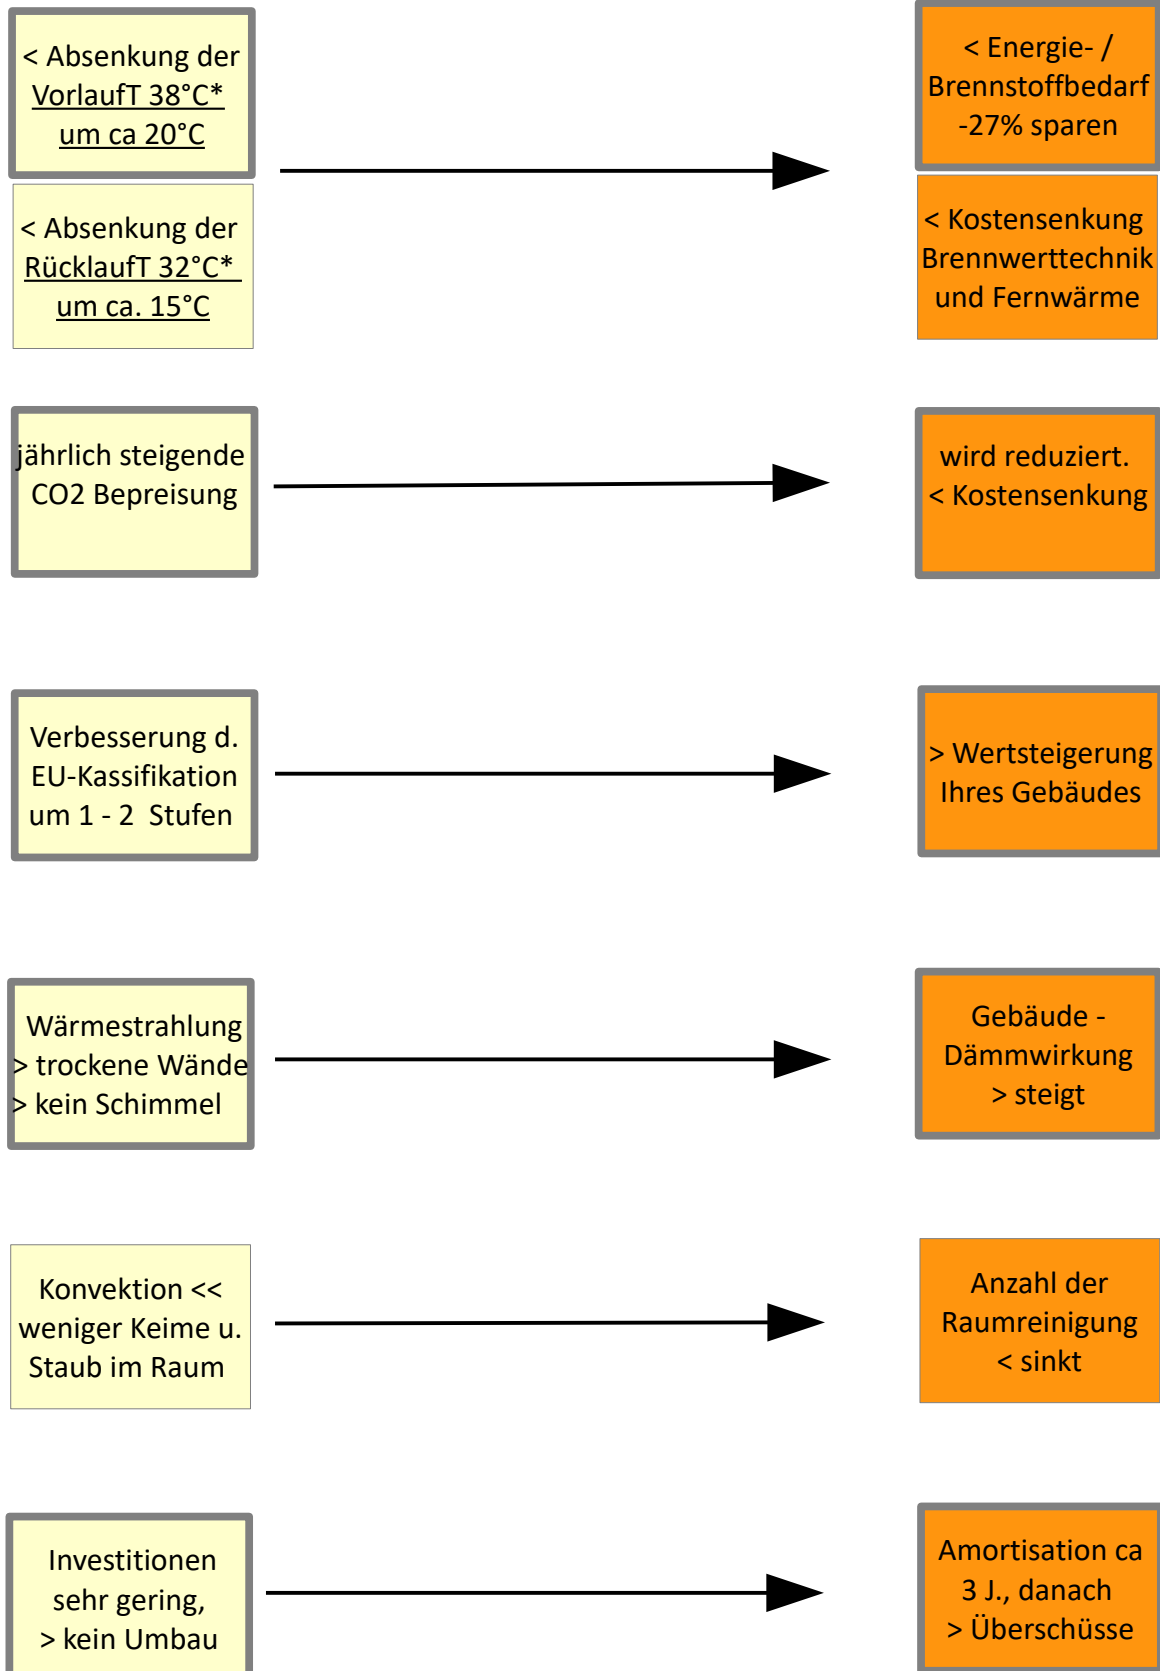 < Absenkung der
VorlaufT 38°C*
um ca 20°C
< Energie- /
Brennstoffbedarf
-27% sparen
< Absenkung der
RücklaufT 32°C*
um ca. 15°C
< Kostensenkung
Brennwerttechnik
und Fernwärme
jährlich steigende
CO2 Bepreisung
wird reduziert.
< Kostensenkung
Verbesserung d.
EU-Kassifikation
um 1 - 2 Stufen
> Wertsteigerung
Ihres Gebäudes
Wärmestrahlung
> trockene Wände
> kein Schimmel
Gebäude -
Dämmwirkung
> steigt
Konvektion <<
weniger Keime u.
Staub im Raum
Anzahl der
Raumreinigung
< sinkt
Investitionen
sehr gering,
> kein Umbau
Amortisation ca
3 J., danach
> Überschüsse